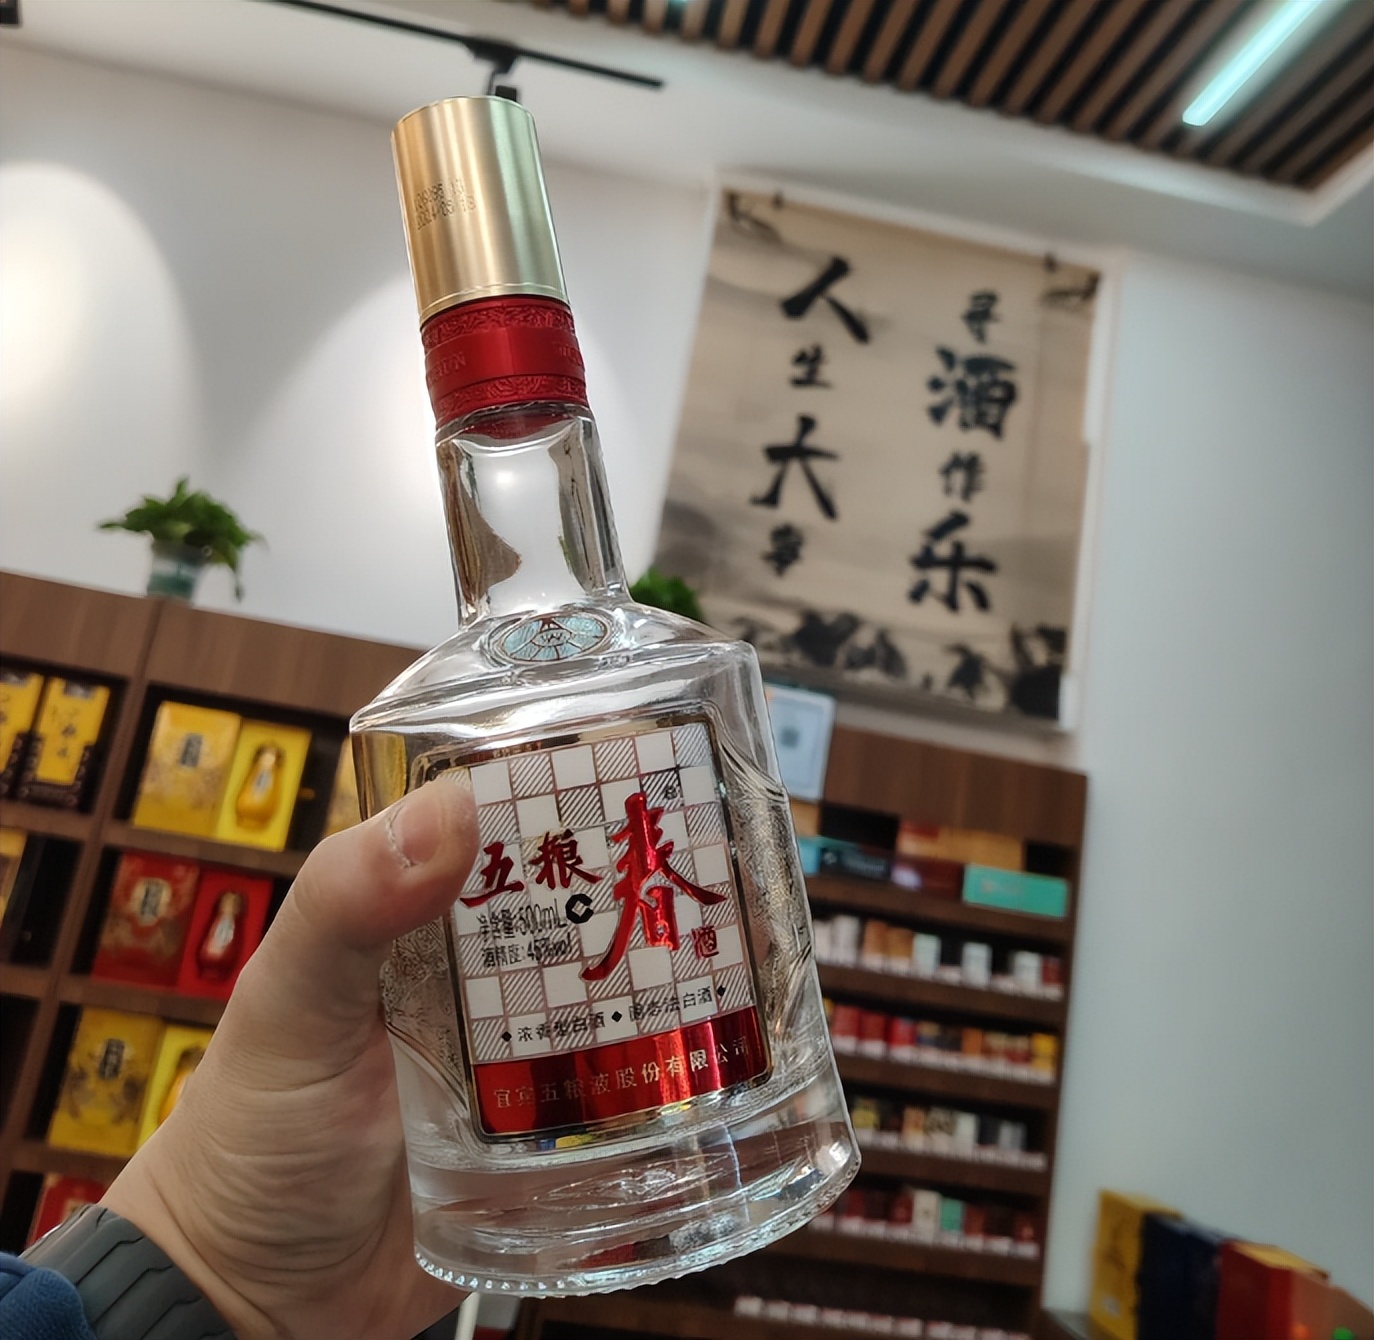 人生大事
寻酒作乐
五粮春
酒
净含量:500mL
酒精度:45%vol
浓香型白酒 固态法白酒
宜宾五粮液股份有限公司